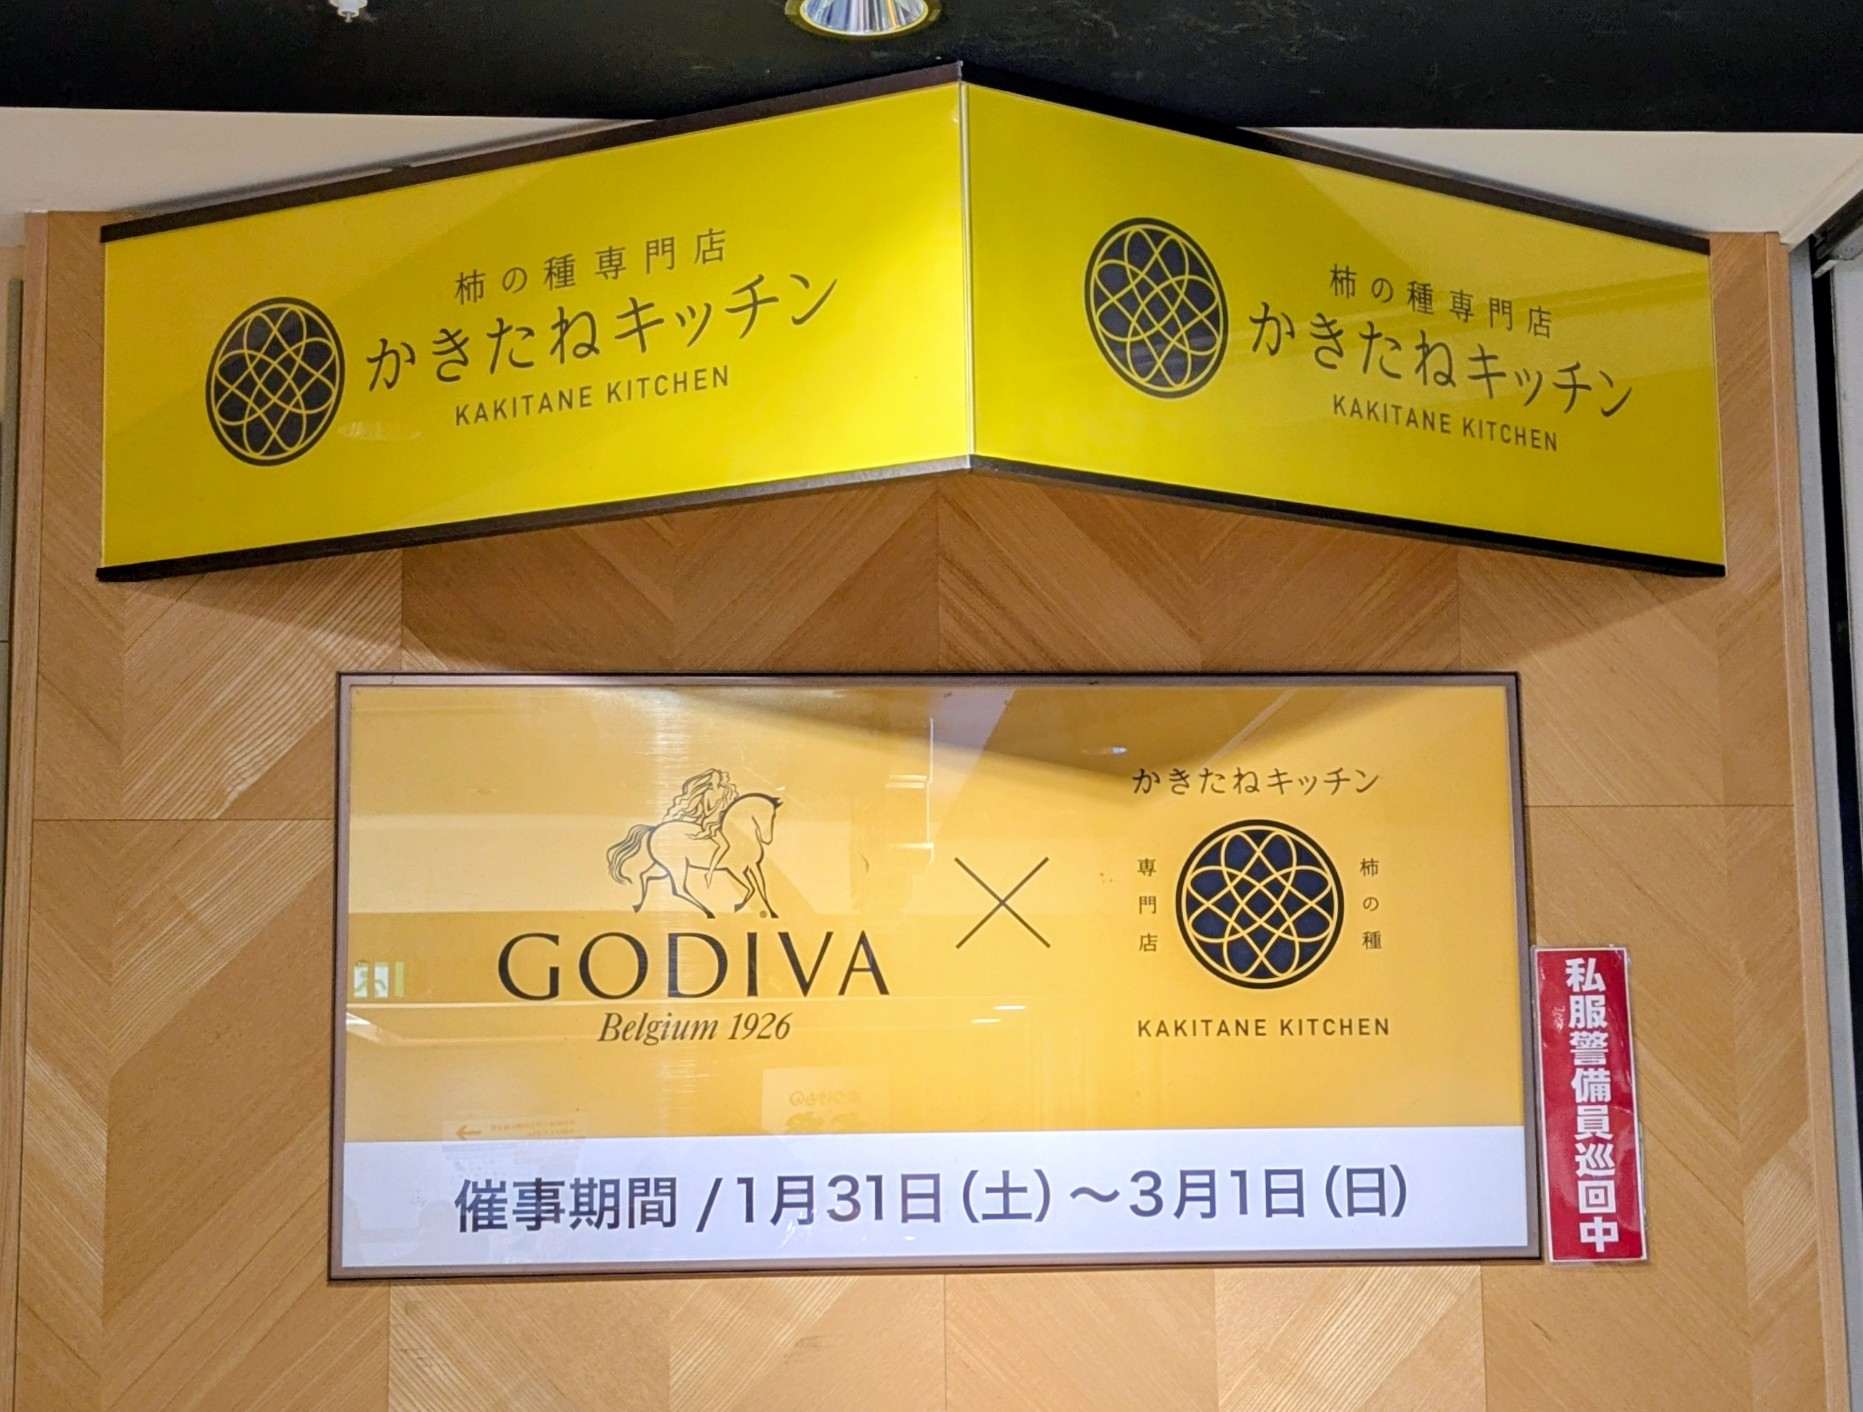 柿の種専門店
かきたねキッチン
KAKITANE KITCHEN
柿の種専門店
かきたねキッチン
KAKITANE KITCHEN
GODIVA
Belgium 1926
×
かきたねキッチン
柿の種
専門店
KAKITANE KITCHEN
催事期間/1月31日(土)～3月1日(日)
私服警備員巡回中